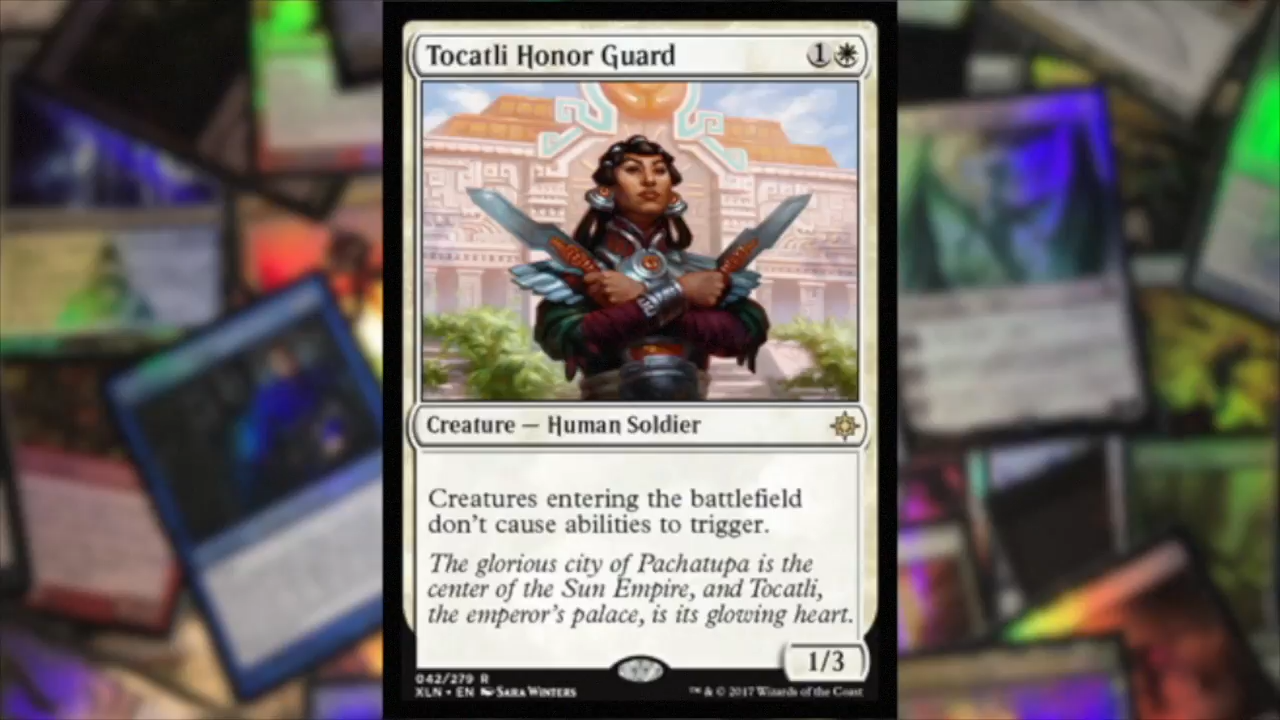 Tocatli Honor Guard 1
Creature — Human Soldier
Creatures entering the battlefield
don't cause abilities to trigger.
The glorious city of Pachatupa is the
center of the Sun Empire, and Tocatli,
the emperor's palace, is its glowing heart.
1/3
042/279 R
XLN • EN Sara Winters ™ & © 2017 Wizards of the Coast